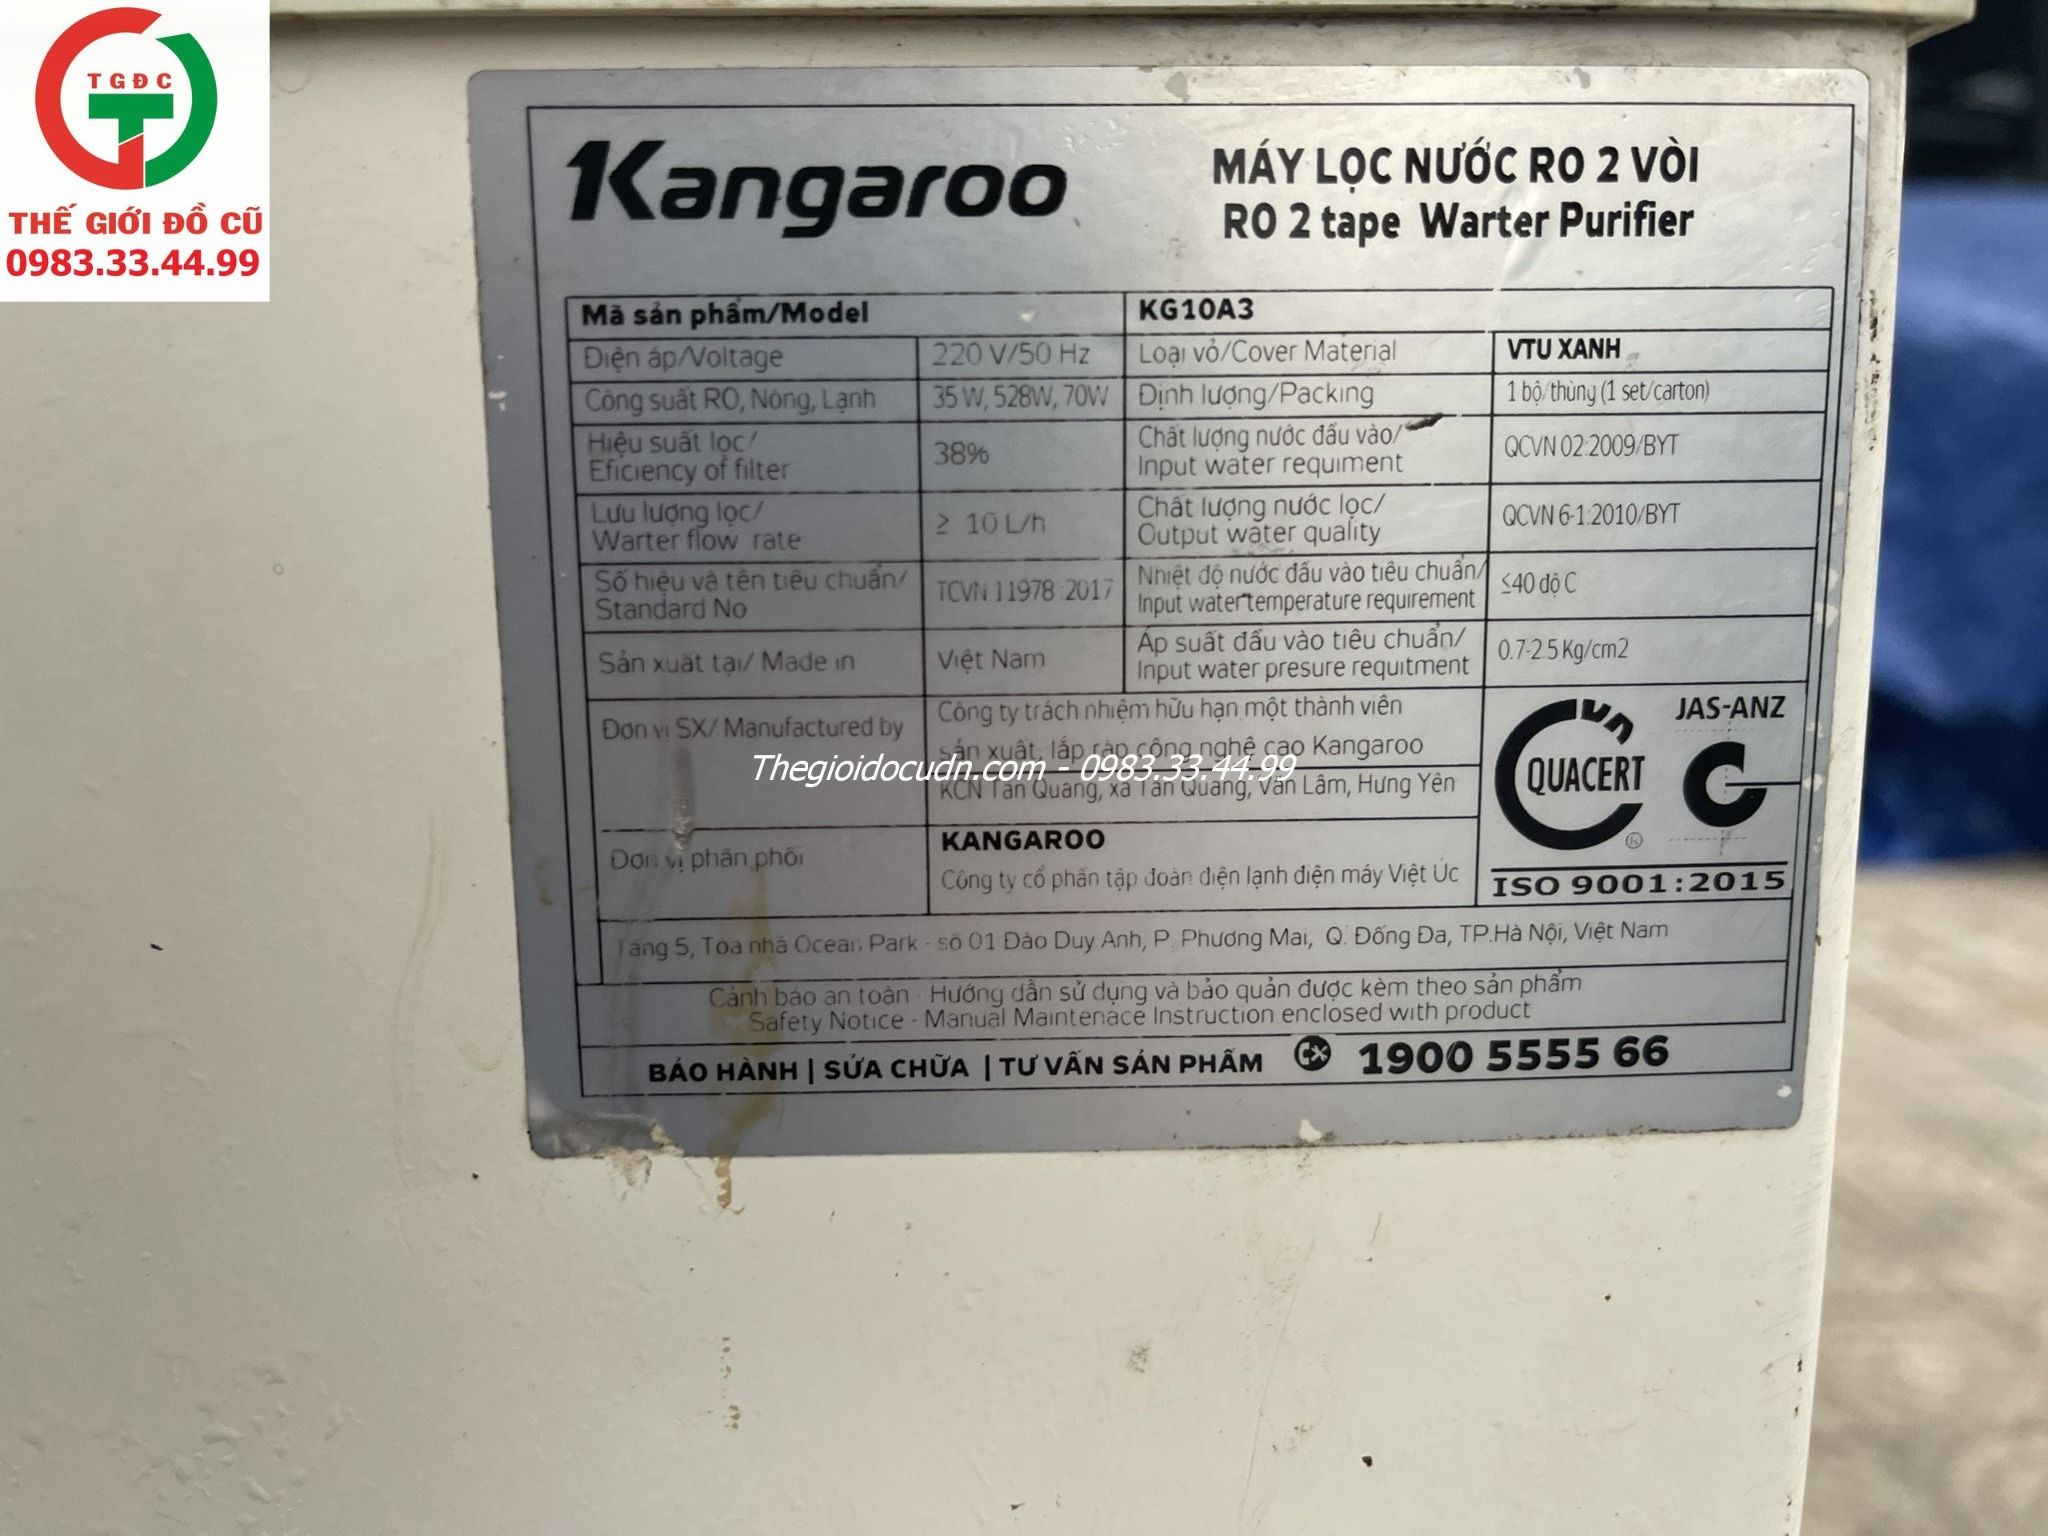 TGĐC
THẾ GIỚI ĐỒ CŨ
0983.33.44.99
Kangaroo
MÁY LỌC NƯỚC RO 2 VÒI
RO 2 tape Warter Purifier
Mã sản phẩm/Model KG10A3
Điện áp/Voltage 220 V/50 Hz Loại vỏ/Cover Material VTU XANH
Công suất RO, Nóng, Lạnh 35 W, 528W, 70W Định lượng/Packing 1 bộ/thùng (1 set/carton)
Hiệu suất lọc/
Eficiency of filter
38%
Chất lượng nước đầu vào/
Input water requiment
QCVN 02:2009/BYT
Lưu lượng lọc/
Warter flow rate
≥ 10 L/h
Chất lượng nước lọc/
Output water quality
QCVN 6-1:2010/BYT
Số hiệu và tên tiêu chuẩn/
Standard No
TCVN 11978:2017
Nhiệt độ nước đầu vào tiêu chuẩn/
Input water temperature requirement
≤40 độ C
Sản xuất tại/ Made in Việt Nam
Áp suất đầu vào tiêu chuẩn/
Input water presure requitment
0.7-2.5 Kg/cm2
Đơn vị SX/ Manufactured by
Công ty trách nhiệm hữu hạn một thành viên
sản xuất, lắp ráp công nghệ cao Kangaroo
Thegioidocudn.com - 0983.33.44.99
KCN Tân Quang, xã Tân Quang, Văn Lâm, Hưng Yên
VN
QUACERT
JAS-ANZ
ISO 9001:2015
Đơn vị phân phối
KANGAROO
Công ty cổ phần tập đoàn điện lạnh điện máy Việt Úc
Tầng 5, Tòa nhà Ocean Park - số 01 Đào Duy Anh, P. Phương Mai, Q. Đống Đa, TP.Hà Nội, Việt Nam
Cảnh báo an toàn - Hướng dẫn sử dụng và bảo quản được kèm theo sản phẩm
Safety Notice - Manual Maintenace Instruction enclosed with product
BẢO HÀNH | SỬA CHỮA | TƯ VẤN SẢN PHẨM 1900 5555 66